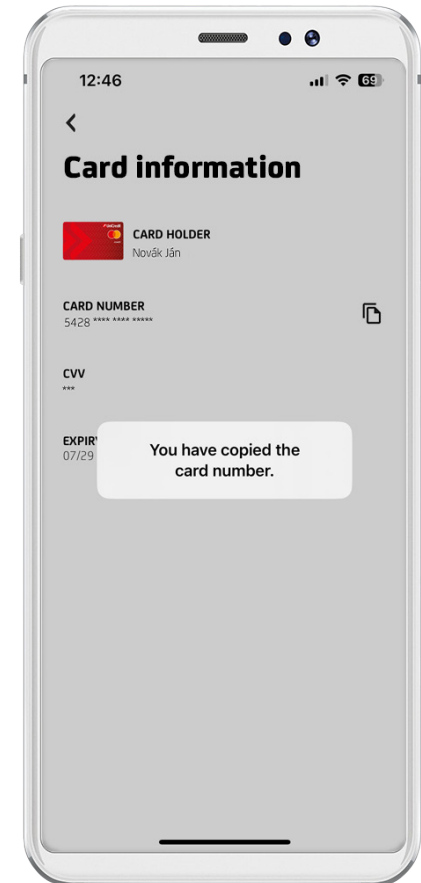 12:46
69
Card information
CARD HOLDER
Novák Ján
CARD NUMBER
5428 **** **** *****
CVV
***
EXPIR
07/29
You have copied the
card number.